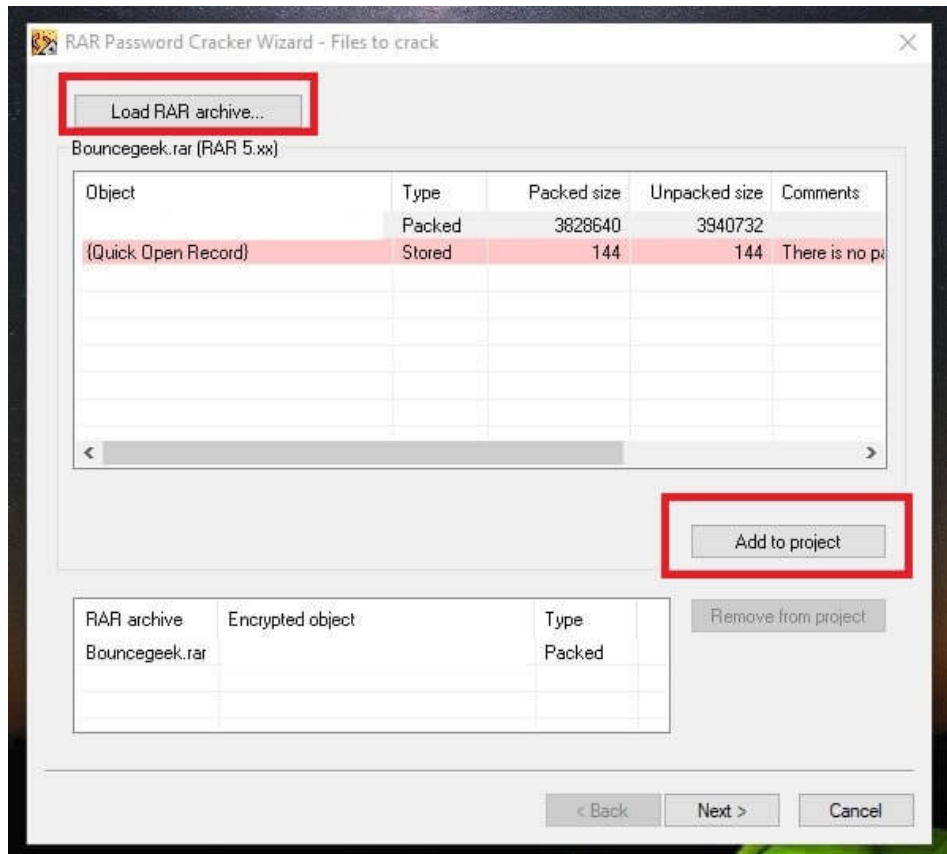 RAR Password Cracker Wizard - Files to crack
Load RAR archive...
Bouncegeek.rar (RAR 5.xx)
Object Type Packed size Unpacked size Comments
Packed 3828640 3940732
{Quick Open Record} Stored 144 144 There is no pa
Add to project
RAR archive Encrypted object Type
Remove from project
Bouncegeek.rar Packed
< Back Next > Cancel